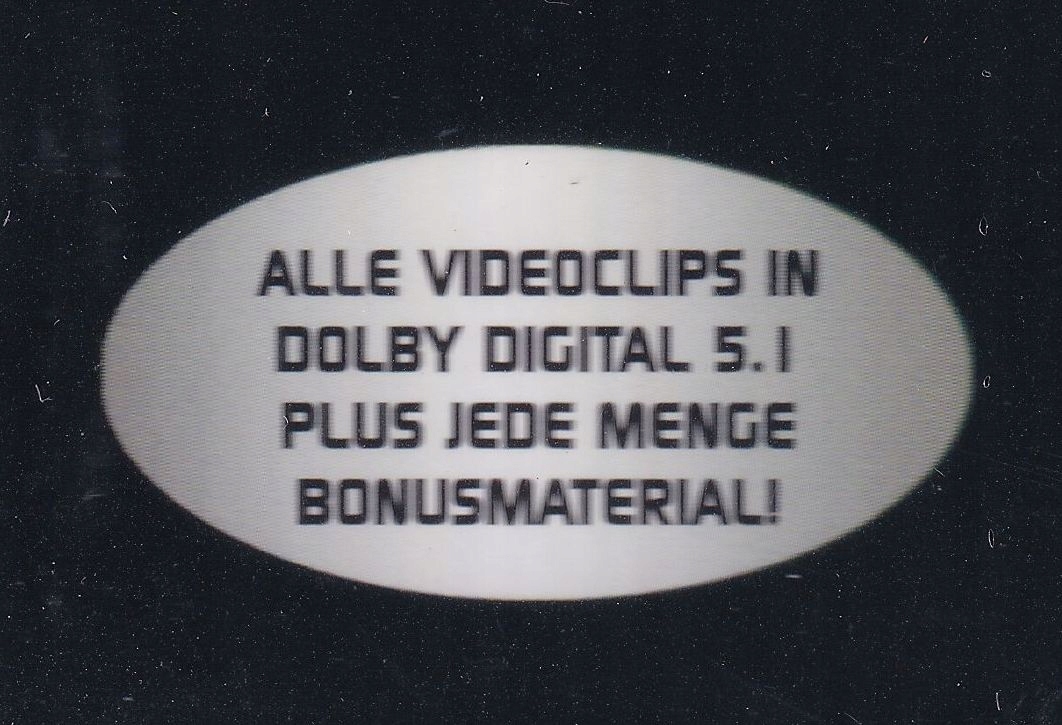 ALLE VIDEOCLIPS IN
DOLBY DIGITAL 5.1
PLUS JEDE MENGE
BONUSMATERIAL!